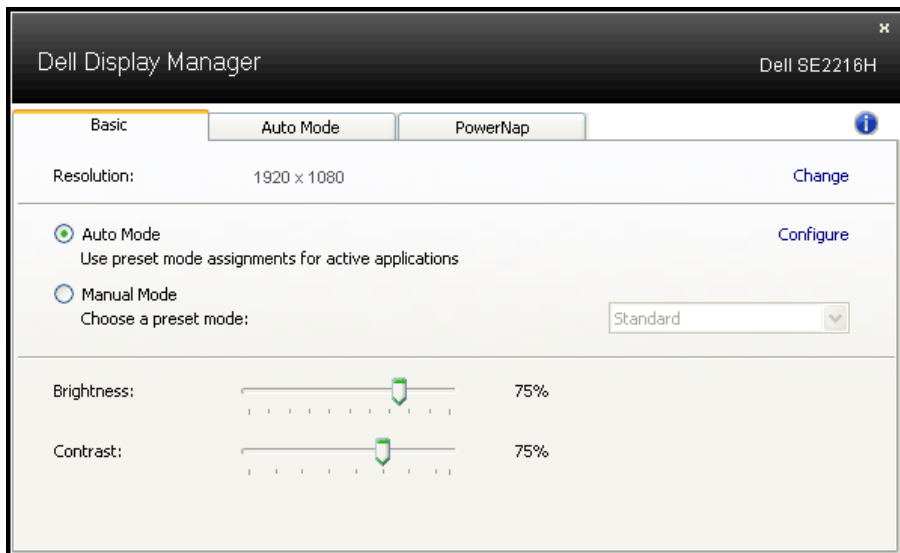 Dell Display Manager
Dell SE2216H
Basic
Auto Mode
PowerNap
Resolution:
1920 x 1080
Change
Auto Mode
Configure
Use preset mode assignments for active applications
Manual Mode
Choose a preset mode:
Standard
Brightness:
75%
Contrast:
75%